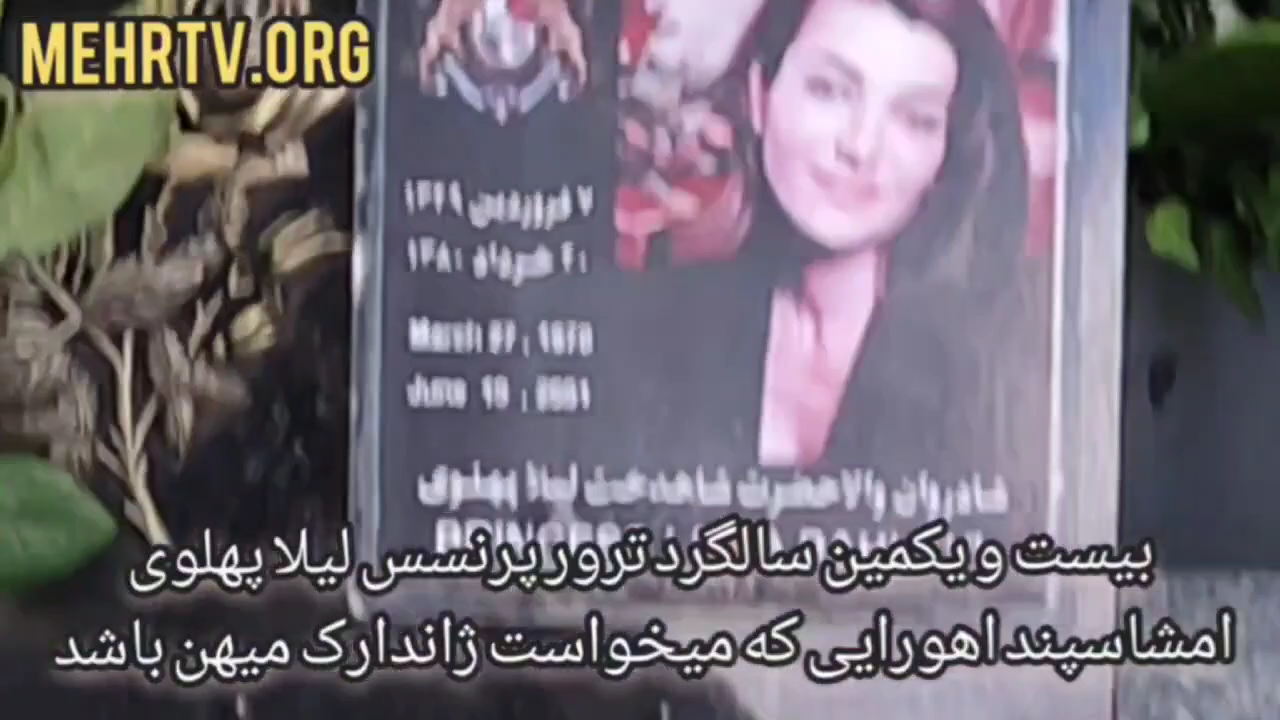 MEHRTV.ORG
۷ فروردین ۱۳۴۹
۲۰ خرداد ۱۳۸۰
March 27 : 1970
June 10 : 2001
شادروان والاحضرت شاهدخت لیلا پهلوی
PRINCESS
بیست و یکمین سالگرد ترور پرنسس لیلا پهلوی
امشاسپند اهورایی که میخواست ژاندارک میهن باشد